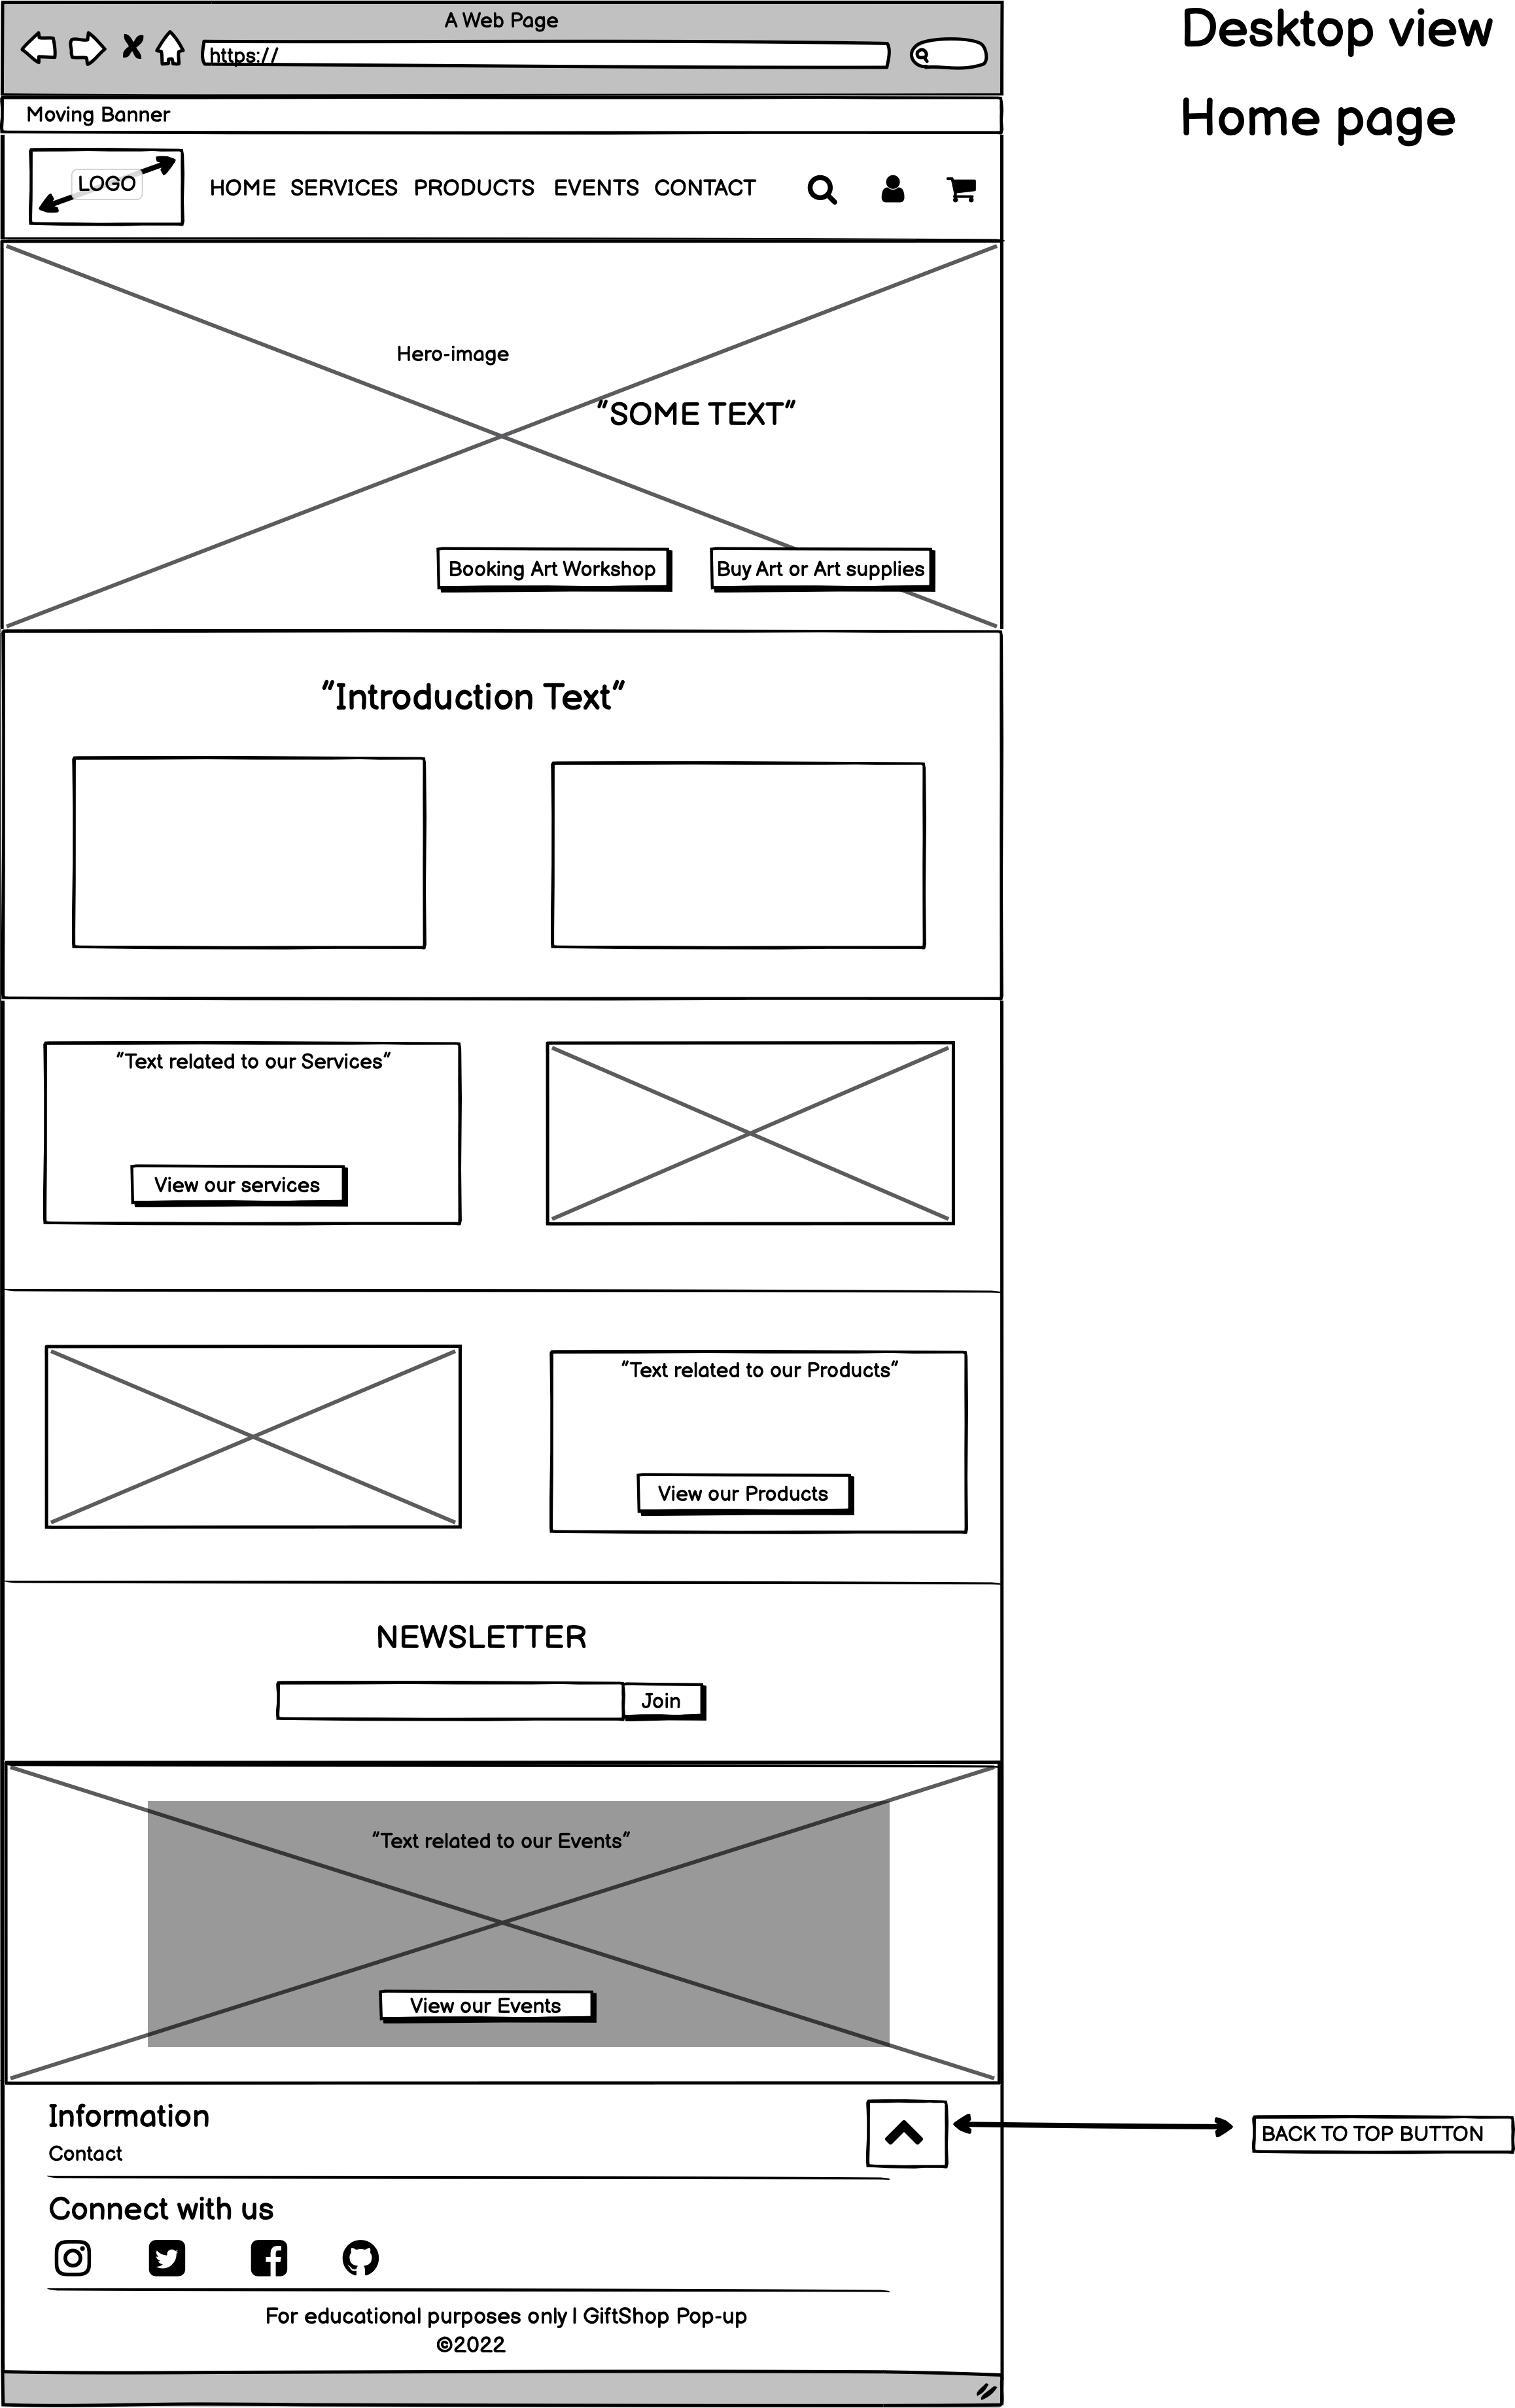 A Web Page
Desktop view
https://
Home page
Moving Banner
LOGO
HOME SERVICES PRODUCTS EVENTS CONTACT
Hero-image
"SOME TEXT"
Booking Art Workshop
Buy Art or Art supplies
"Introduction Text"
"Text related to our Services"
View our services
"Text related to our Products"
View our Products
NEWSLETTER
Join
"Text related to our Events"
View our Events
Information
Contact
BACK TO TOP BUTTON
Connect with us
For educational purposes only | GiftShop Pop-up
©2022